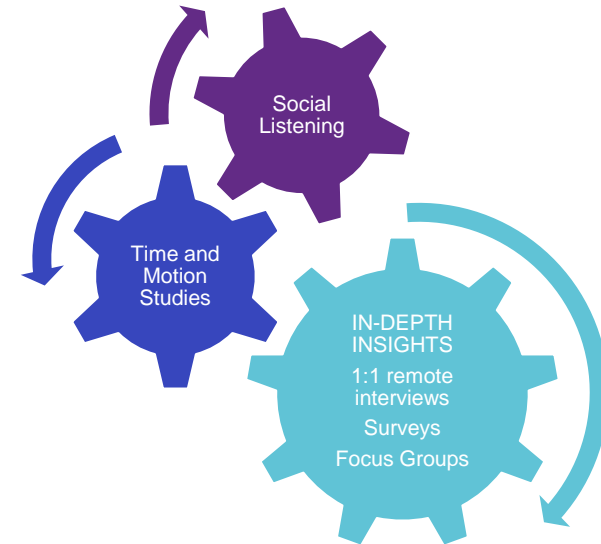 Social
Listening
Time and
Motion
Studies
IN-DEPTH
INSIGHTS
1:1 remote
interviews
Surveys
Focus Groups